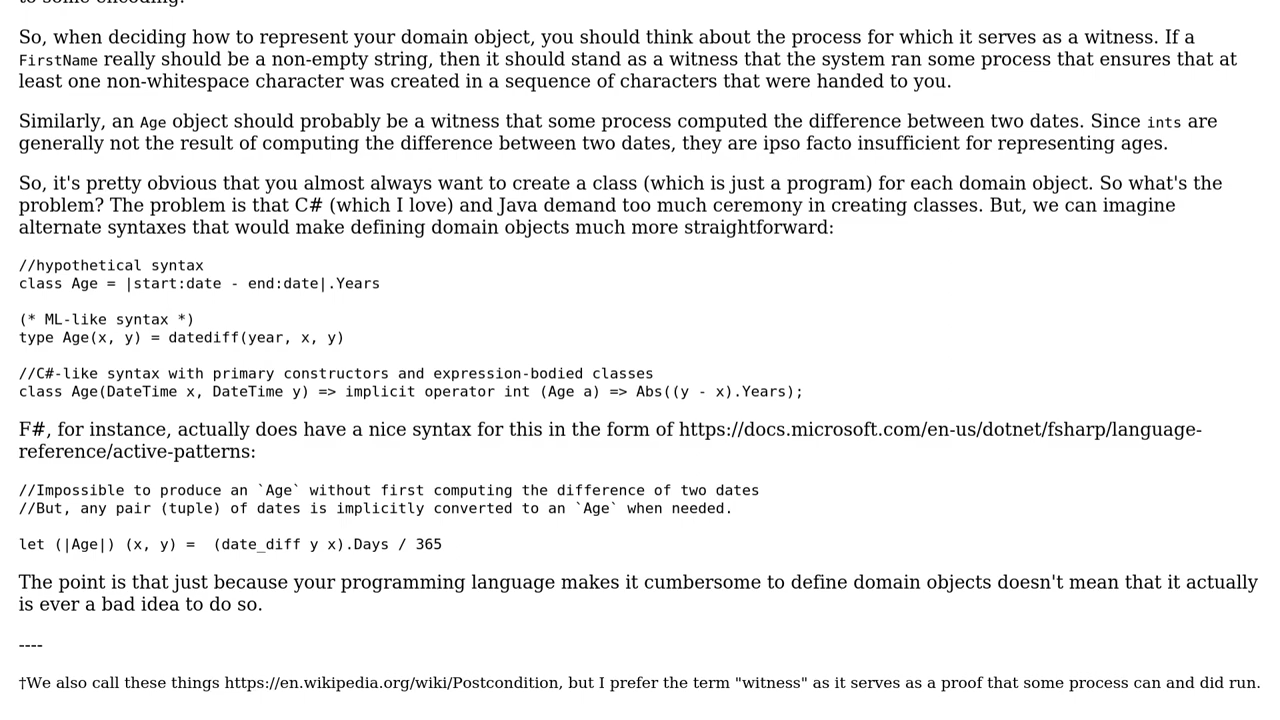 to some encoding.
So, when deciding how to represent your domain object, you should think about the process for which it serves as a witness. If a
FirstName really should be a non-empty string, then it should stand as a witness that the system ran some process that ensures that at
least one non-whitespace character was created in a sequence of characters that were handed to you.
Similarly, an Age object should probably be a witness that some process computed the difference between two dates. Since ints are
generally not the result of computing the difference between two dates, they are ipso facto insufficient for representing ages.
So, it's pretty obvious that you almost always want to create a class (which is just a program) for each domain object. So what's the
problem? The problem is that C# (which I love) and Java demand too much ceremony in creating classes. But, we can imagine
alternate syntaxes that would make defining domain objects much more straightforward:
//hypothetical syntax
class Age = |start:date - end:date|.Years
(* ML-like syntax *)
type Age(x, y) = datediff(year, x, y)
//C#-like syntax with primary constructors and expression-bodied classes
class Age(DateTime x, DateTime y) => implicit operator int (Age a) => Abs((y - x).Years);
F#, for instance, actually does have a nice syntax for this in the form of https://docs.microsoft.com/en-us/dotnet/fsharp/language-
reference/active-patterns:
//Impossible to produce an `Age` without first computing the difference of two dates
//But, any pair (tuple) of dates is implicitly converted to an `Age` when needed.
let (|Age|) (x, y) =  (date_diff y x).Days / 365
The point is that just because your programming language makes it cumbersome to define domain objects doesn't mean that it actually
is ever a bad idea to do so.
----
†We also call these things https://en.wikipedia.org/wiki/Postcondition, but I prefer the term "witness" as it serves as a proof that some process can and did run.